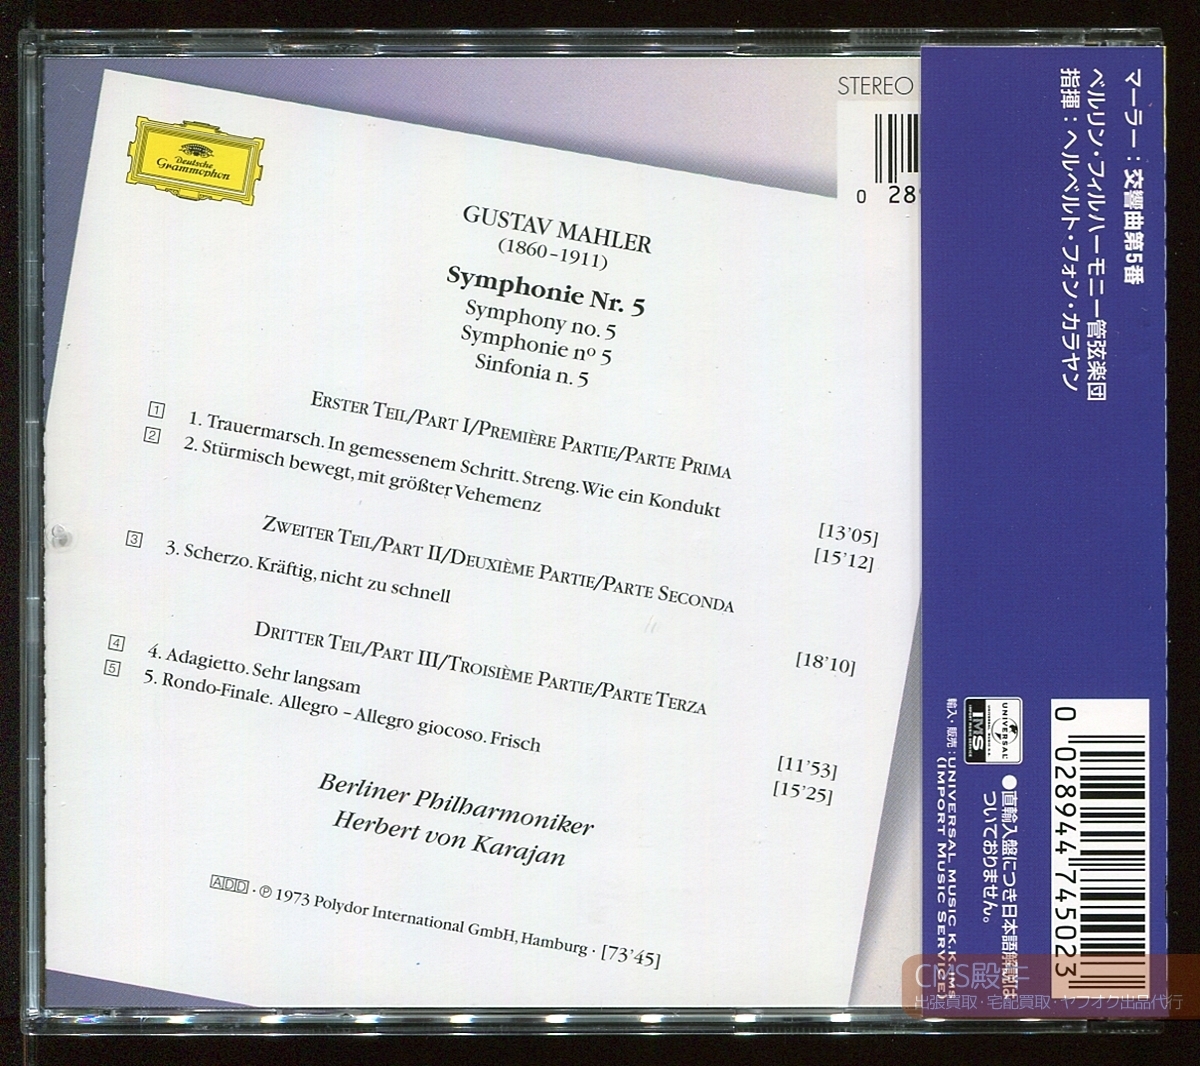 STEREO
0 28
Deutsche
Grammophon
GUSTAV MAHLER
(1860–1911)
Symphonie Nr. 5
Symphony no. 5
Symphonie nº 5
Sinfonia n. 5
ERSTER TEIL/PART I/PREMIÈRE PARTIE/PARTE PRIMA
1 1. Trauermarsch. In gemessenem Schritt. Streng. Wie ein Kondukt [13’05]
2 2. Stürmisch bewegt, mit größter Vehemenz [15’12]
ZWEITER TEIL/PART II/DEUXIÈME PARTIE/PARTE SECONDA
3 3. Scherzo. Kräftig, nicht zu schnell [18’10]
DRITTER TEIL/PART III/TROISIÈME PARTIE/PARTE TERZA
4 4. Adagietto. Sehr langsam [11’53]
5 5. Rondo-Finale. Allegro – Allegro giocoso. Frisch [15’25]
Berliner Philharmoniker
Herbert von Karajan
ADD · ℗ 1973 Polydor International GmbH, Hamburg · [73’45]
マーラー：交響曲第5番
ベルリン・フィルハーモニー管弦楽団
指揮：ヘルベルト・フォン・カラヤン
0 028944 745023
UNIVERSAL
IMS
●直輸入盤につき日本語解説は
ついておりません。
輸入・販売：UNIVERSAL MUSIC K.K. IMS
(IMPORT MUSIC SERVICE)
CMS殿キ
出張買取・宅配買取・ヤフオク出品代行